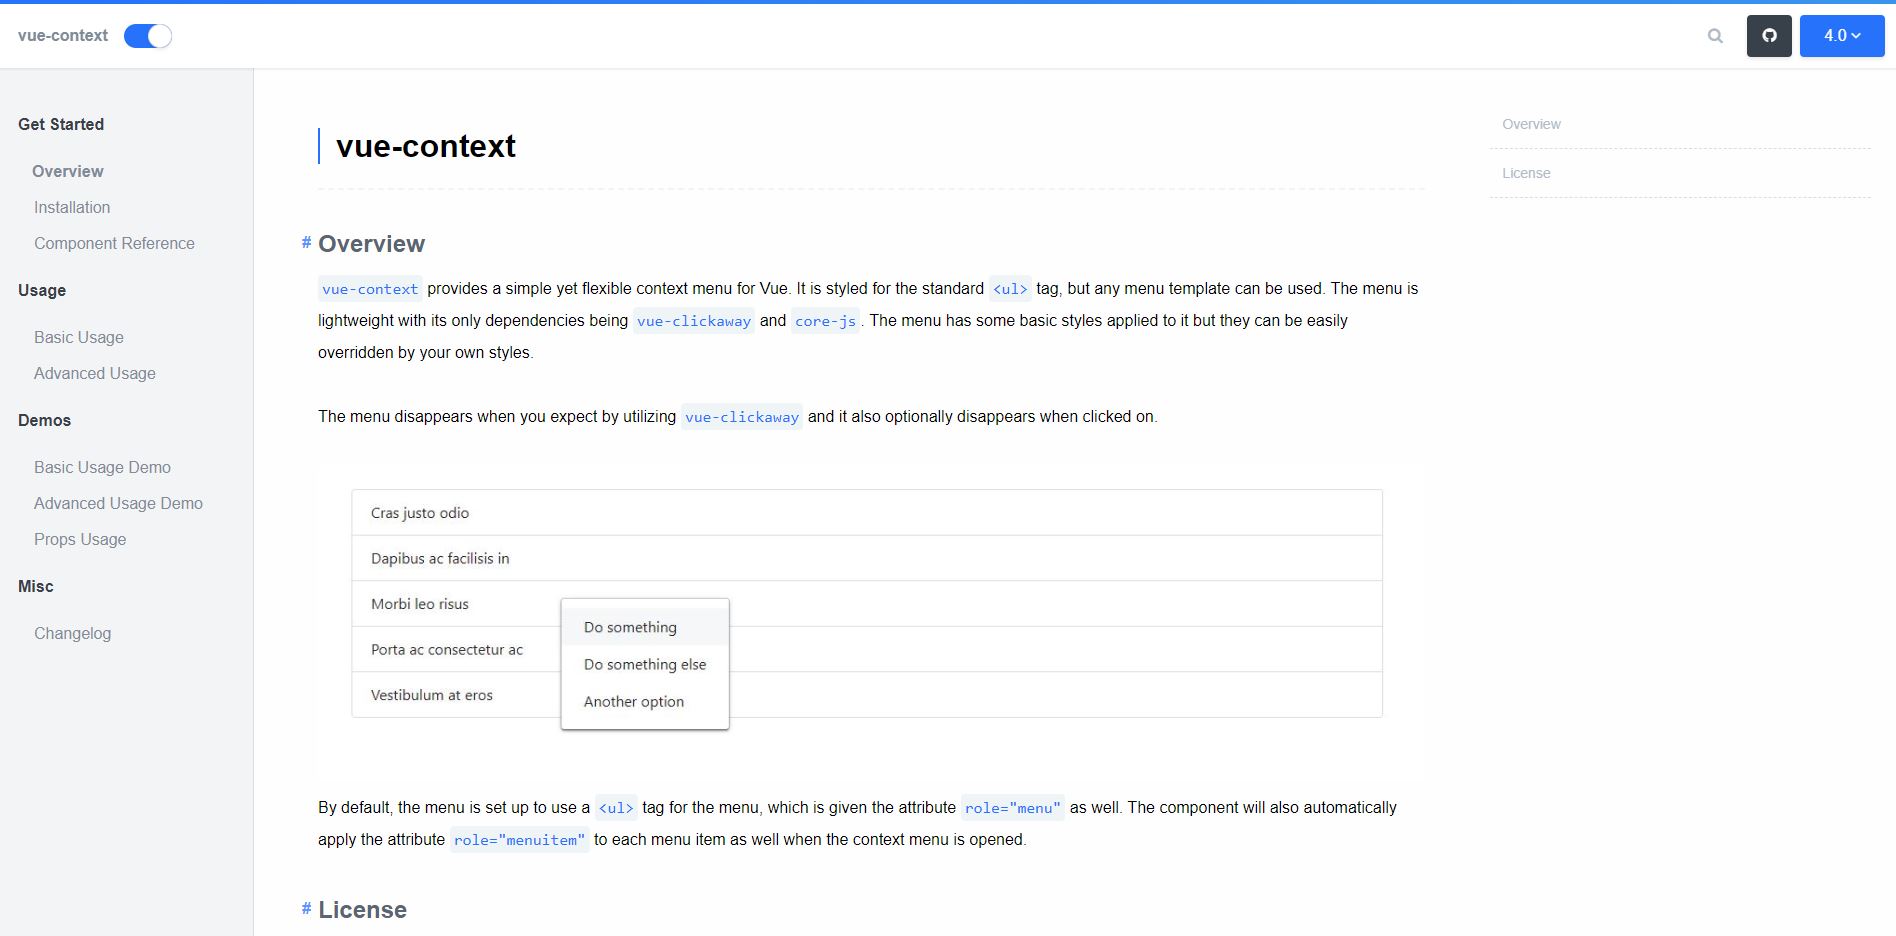 vue-context
4.0
Get Started
Overview
Installation
Component Reference
Usage
Basic Usage
Advanced Usage
Demos
Basic Usage Demo
Advanced Usage Demo
Props Usage
Misc
Changelog
vue-context
# Overview
vue-context provides a simple yet flexible context menu for Vue. It is styled for the standard <ul> tag, but any menu template can be used. The menu is
lightweight with its only dependencies being vue-clickaway and core-js. The menu has some basic styles applied to it but they can be easily
overridden by your own styles.
The menu disappears when you expect by utilizing vue-clickaway and it also optionally disappears when clicked on.
Cras justo odio
Dapibus ac facilisis in
Morbi leo risus
Porta ac consectetur ac
Vestibulum at eros
Do something
Do something else
Another option
By default, the menu is set up to use a <ul> tag for the menu, which is given the attribute role="menu" as well. The component will also automatically
apply the attribute role="menuitem" to each menu item as well when the context menu is opened.
# License
Overview
License